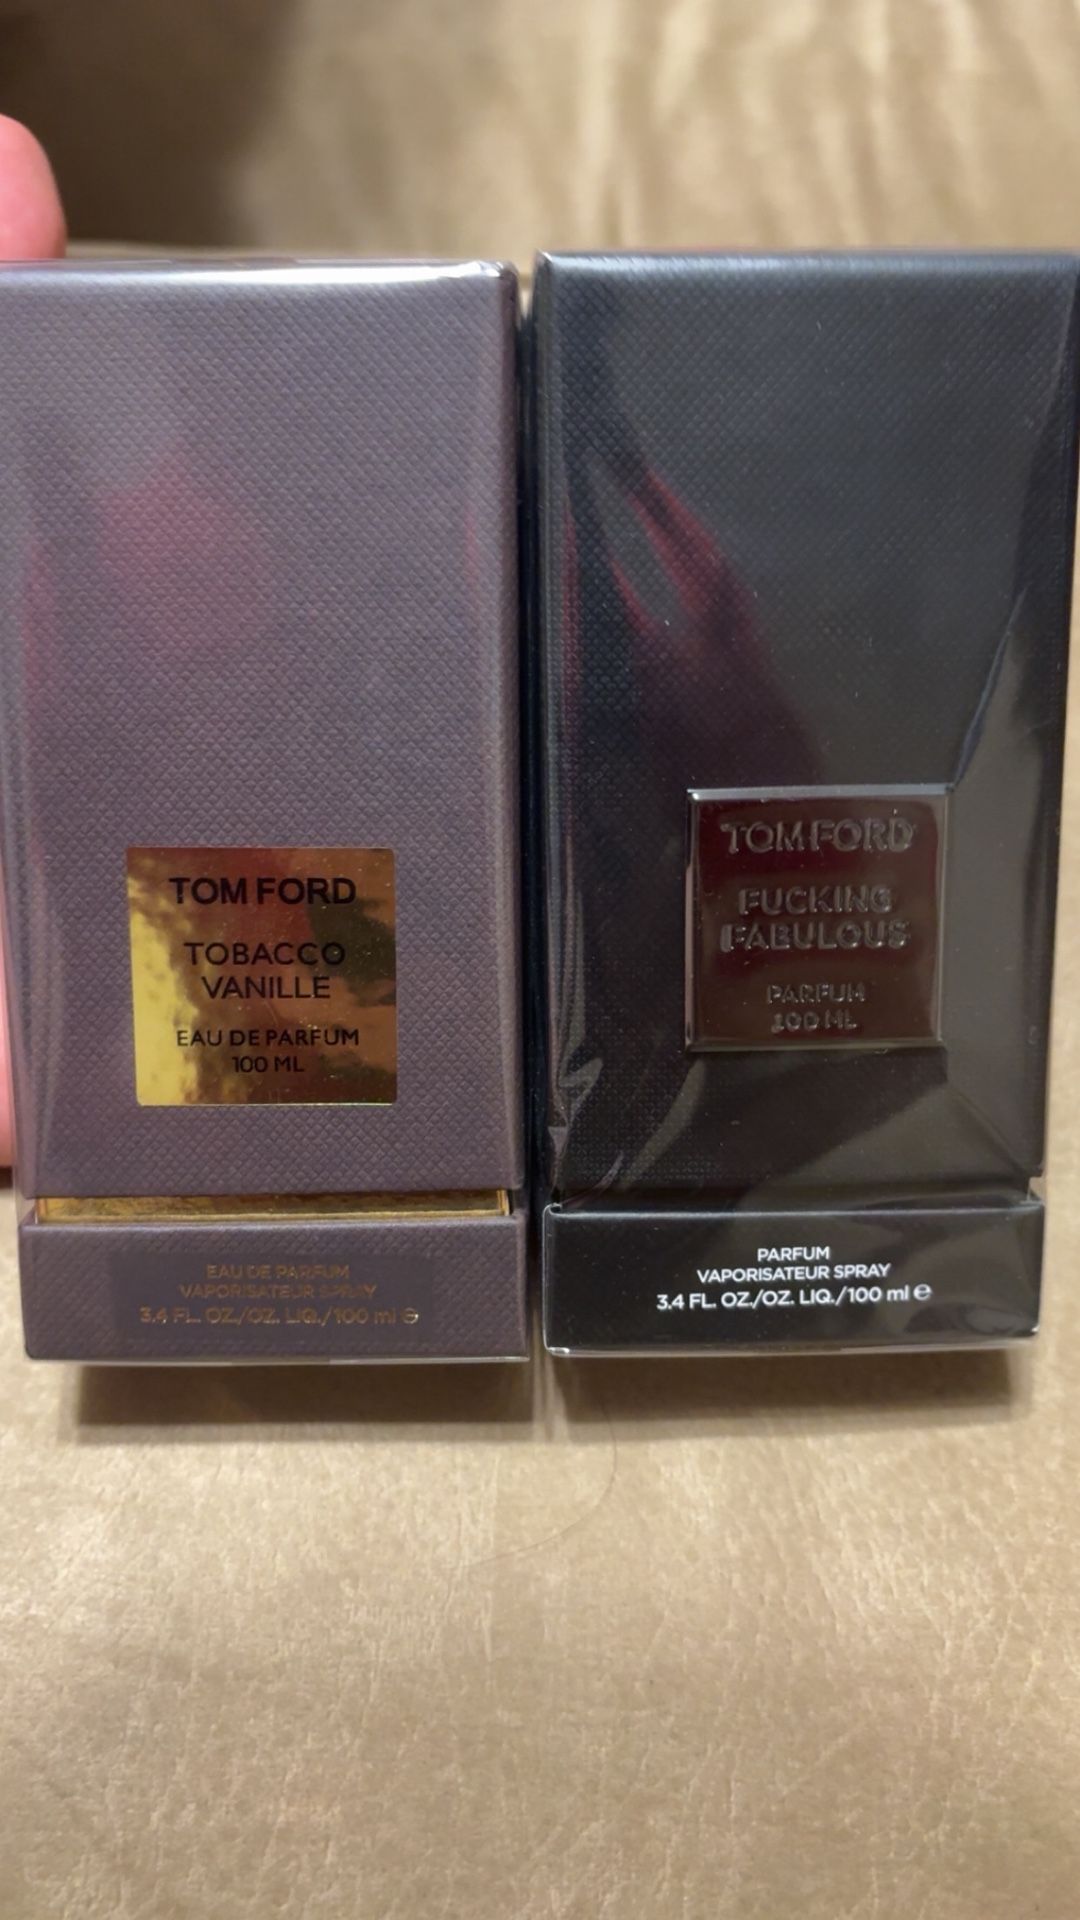 TOM FORD
TOBACCO
VANILLE
EAU DE PARFUM
100 ML
EAU DE PARFUM
VAPORISATEUR SPRAY
3.4 FL. OZ./OZ. LIQ./100 ml ℮
TOM FORD
FUCKING
FABULOUS
PARFUM
100 ML
PARFUM
VAPORISATEUR SPRAY
3.4 FL. OZ./OZ. LIQ./100 ml ℮